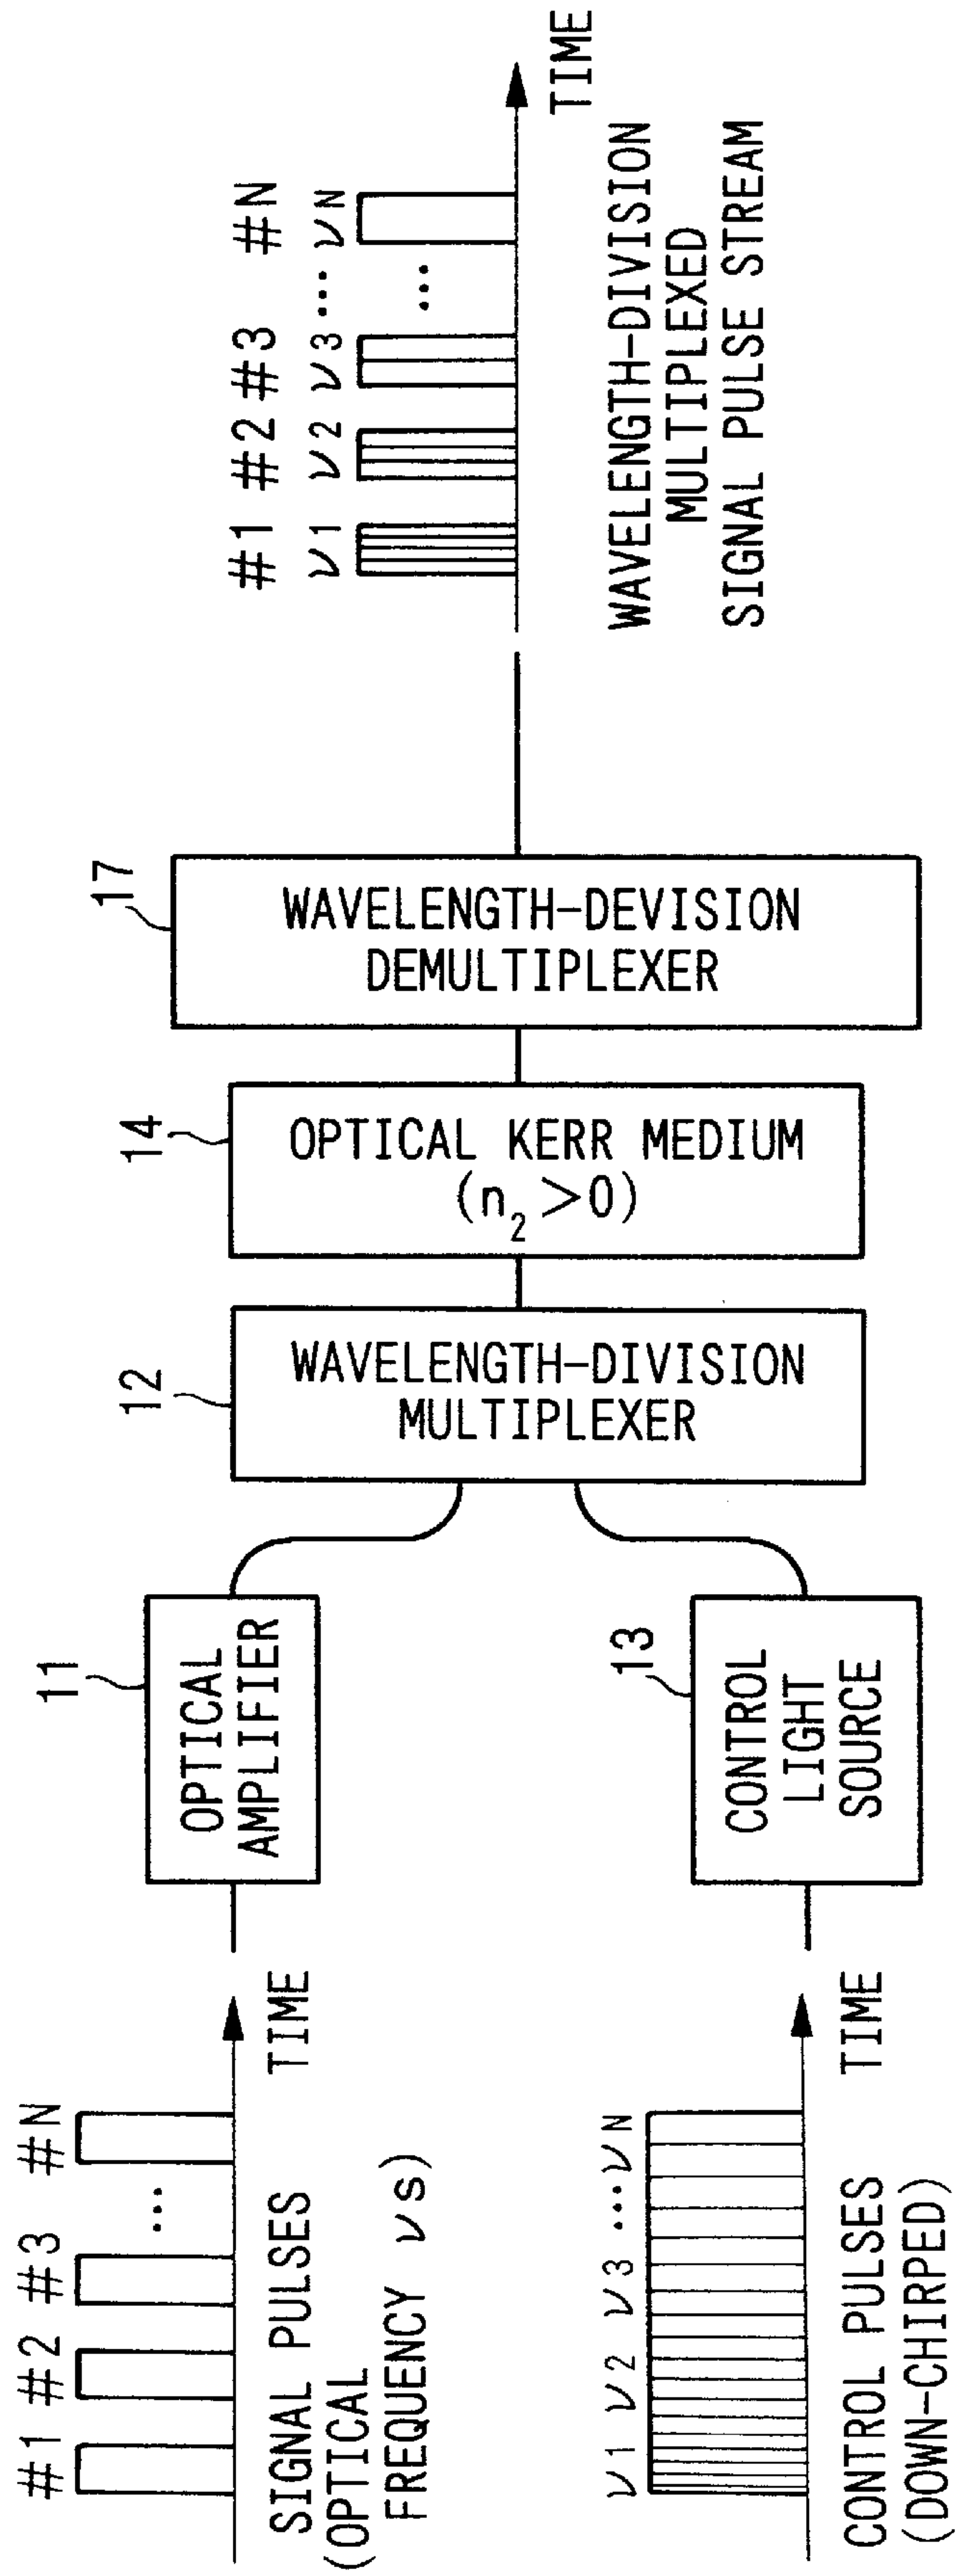 #1 #2 #3 #N
...
TIME
SIGNAL PULSES
(OPTICAL
FREQUENCY νs)
ν1 ν2 ν3 ... νN
TIME
CONTROL PULSES
(DOWN-CHIRPED)
11
OPTICAL
AMPLIFIER
13
CONTROL
LIGHT
SOURCE
12
WAVELENGTH-DIVISION
MULTIPLEXER
14
OPTICAL KERR MEDIUM
(n₂>0)
17
WAVELENGTH-DEVISION
DEMULTIPLEXER
#1 #2 #3 #N
ν1 ν2 ν3 ... νN
...
TIME
WAVELENGTH-DIVISION
MULTIPLEXED
SIGNAL PULSE STREAM